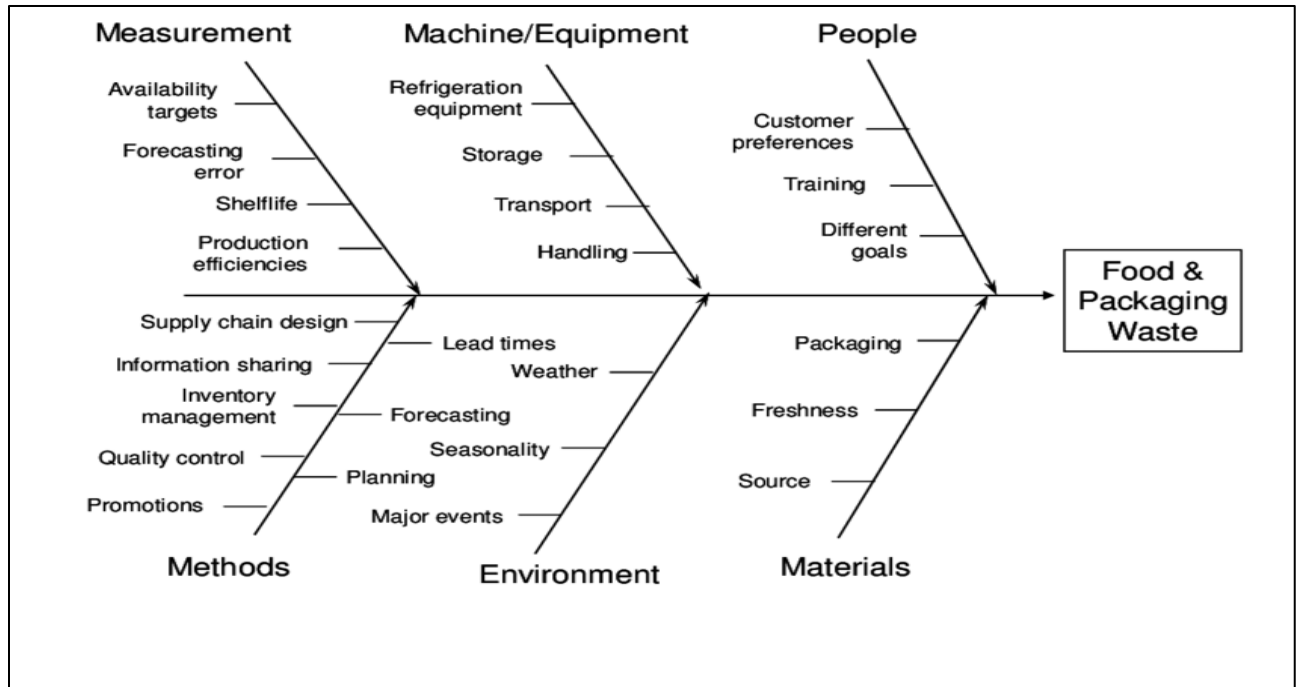 Measurement
Availability
targets
Forecasting
error
Shelflife
Production
efficiencies
Machine/Equipment
Refrigeration
equipment
Storage
Transport
Handling
People
Customer
preferences
Training
Different
goals
Food &
Packaging
Waste
Supply chain design
Information sharing
Inventory
management
Quality control
Promotions
Lead times
Forecasting
Planning
Methods
Weather
Seasonality
Major events
Environment
Packaging
Freshness
Source
Materials